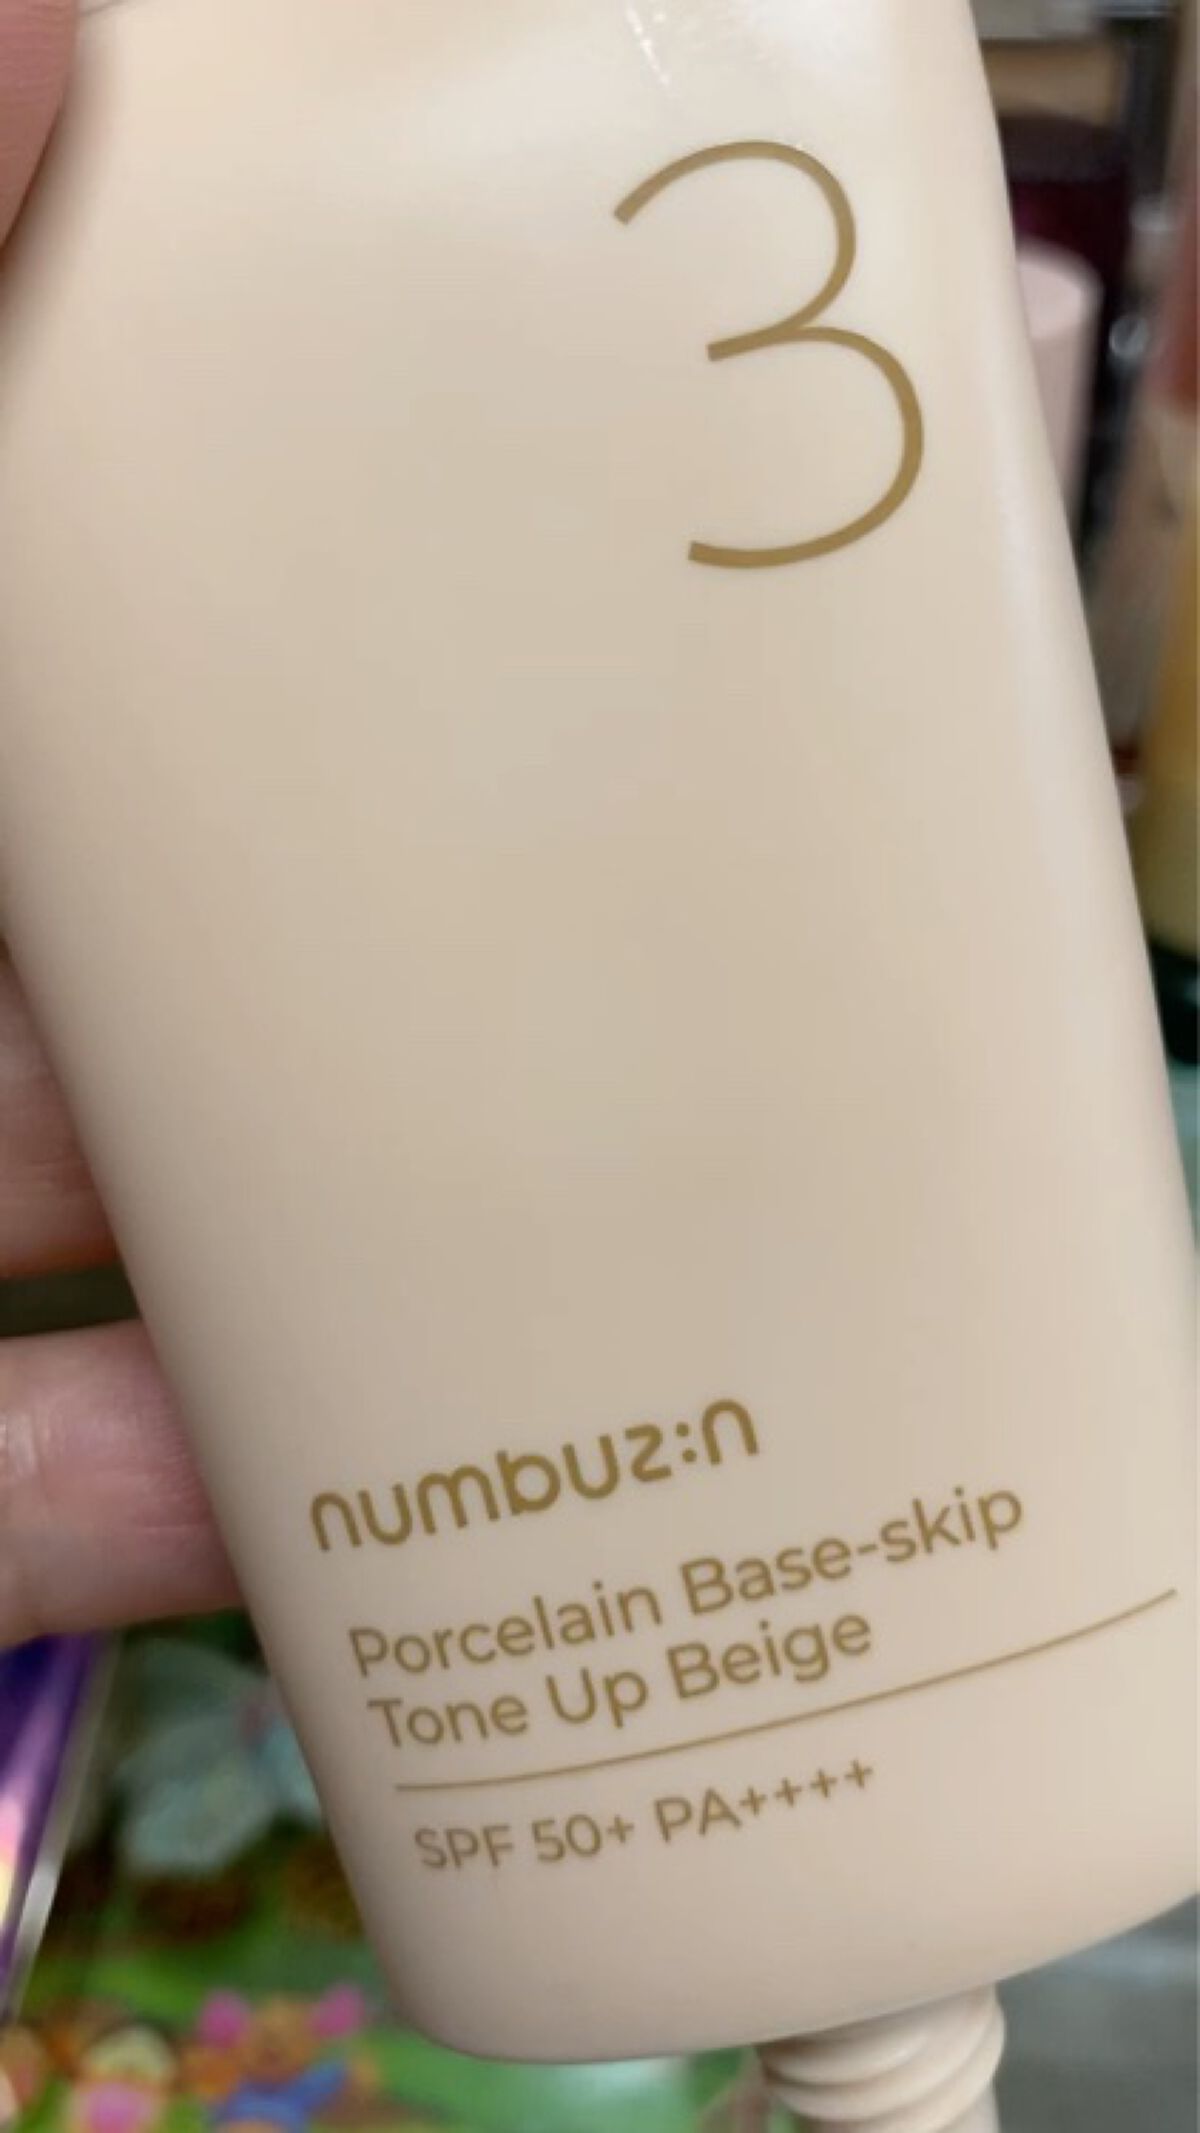 3
numbuz:n
Porcelain Base-skip
Tone Up Beige
SPF 50+ PA++++